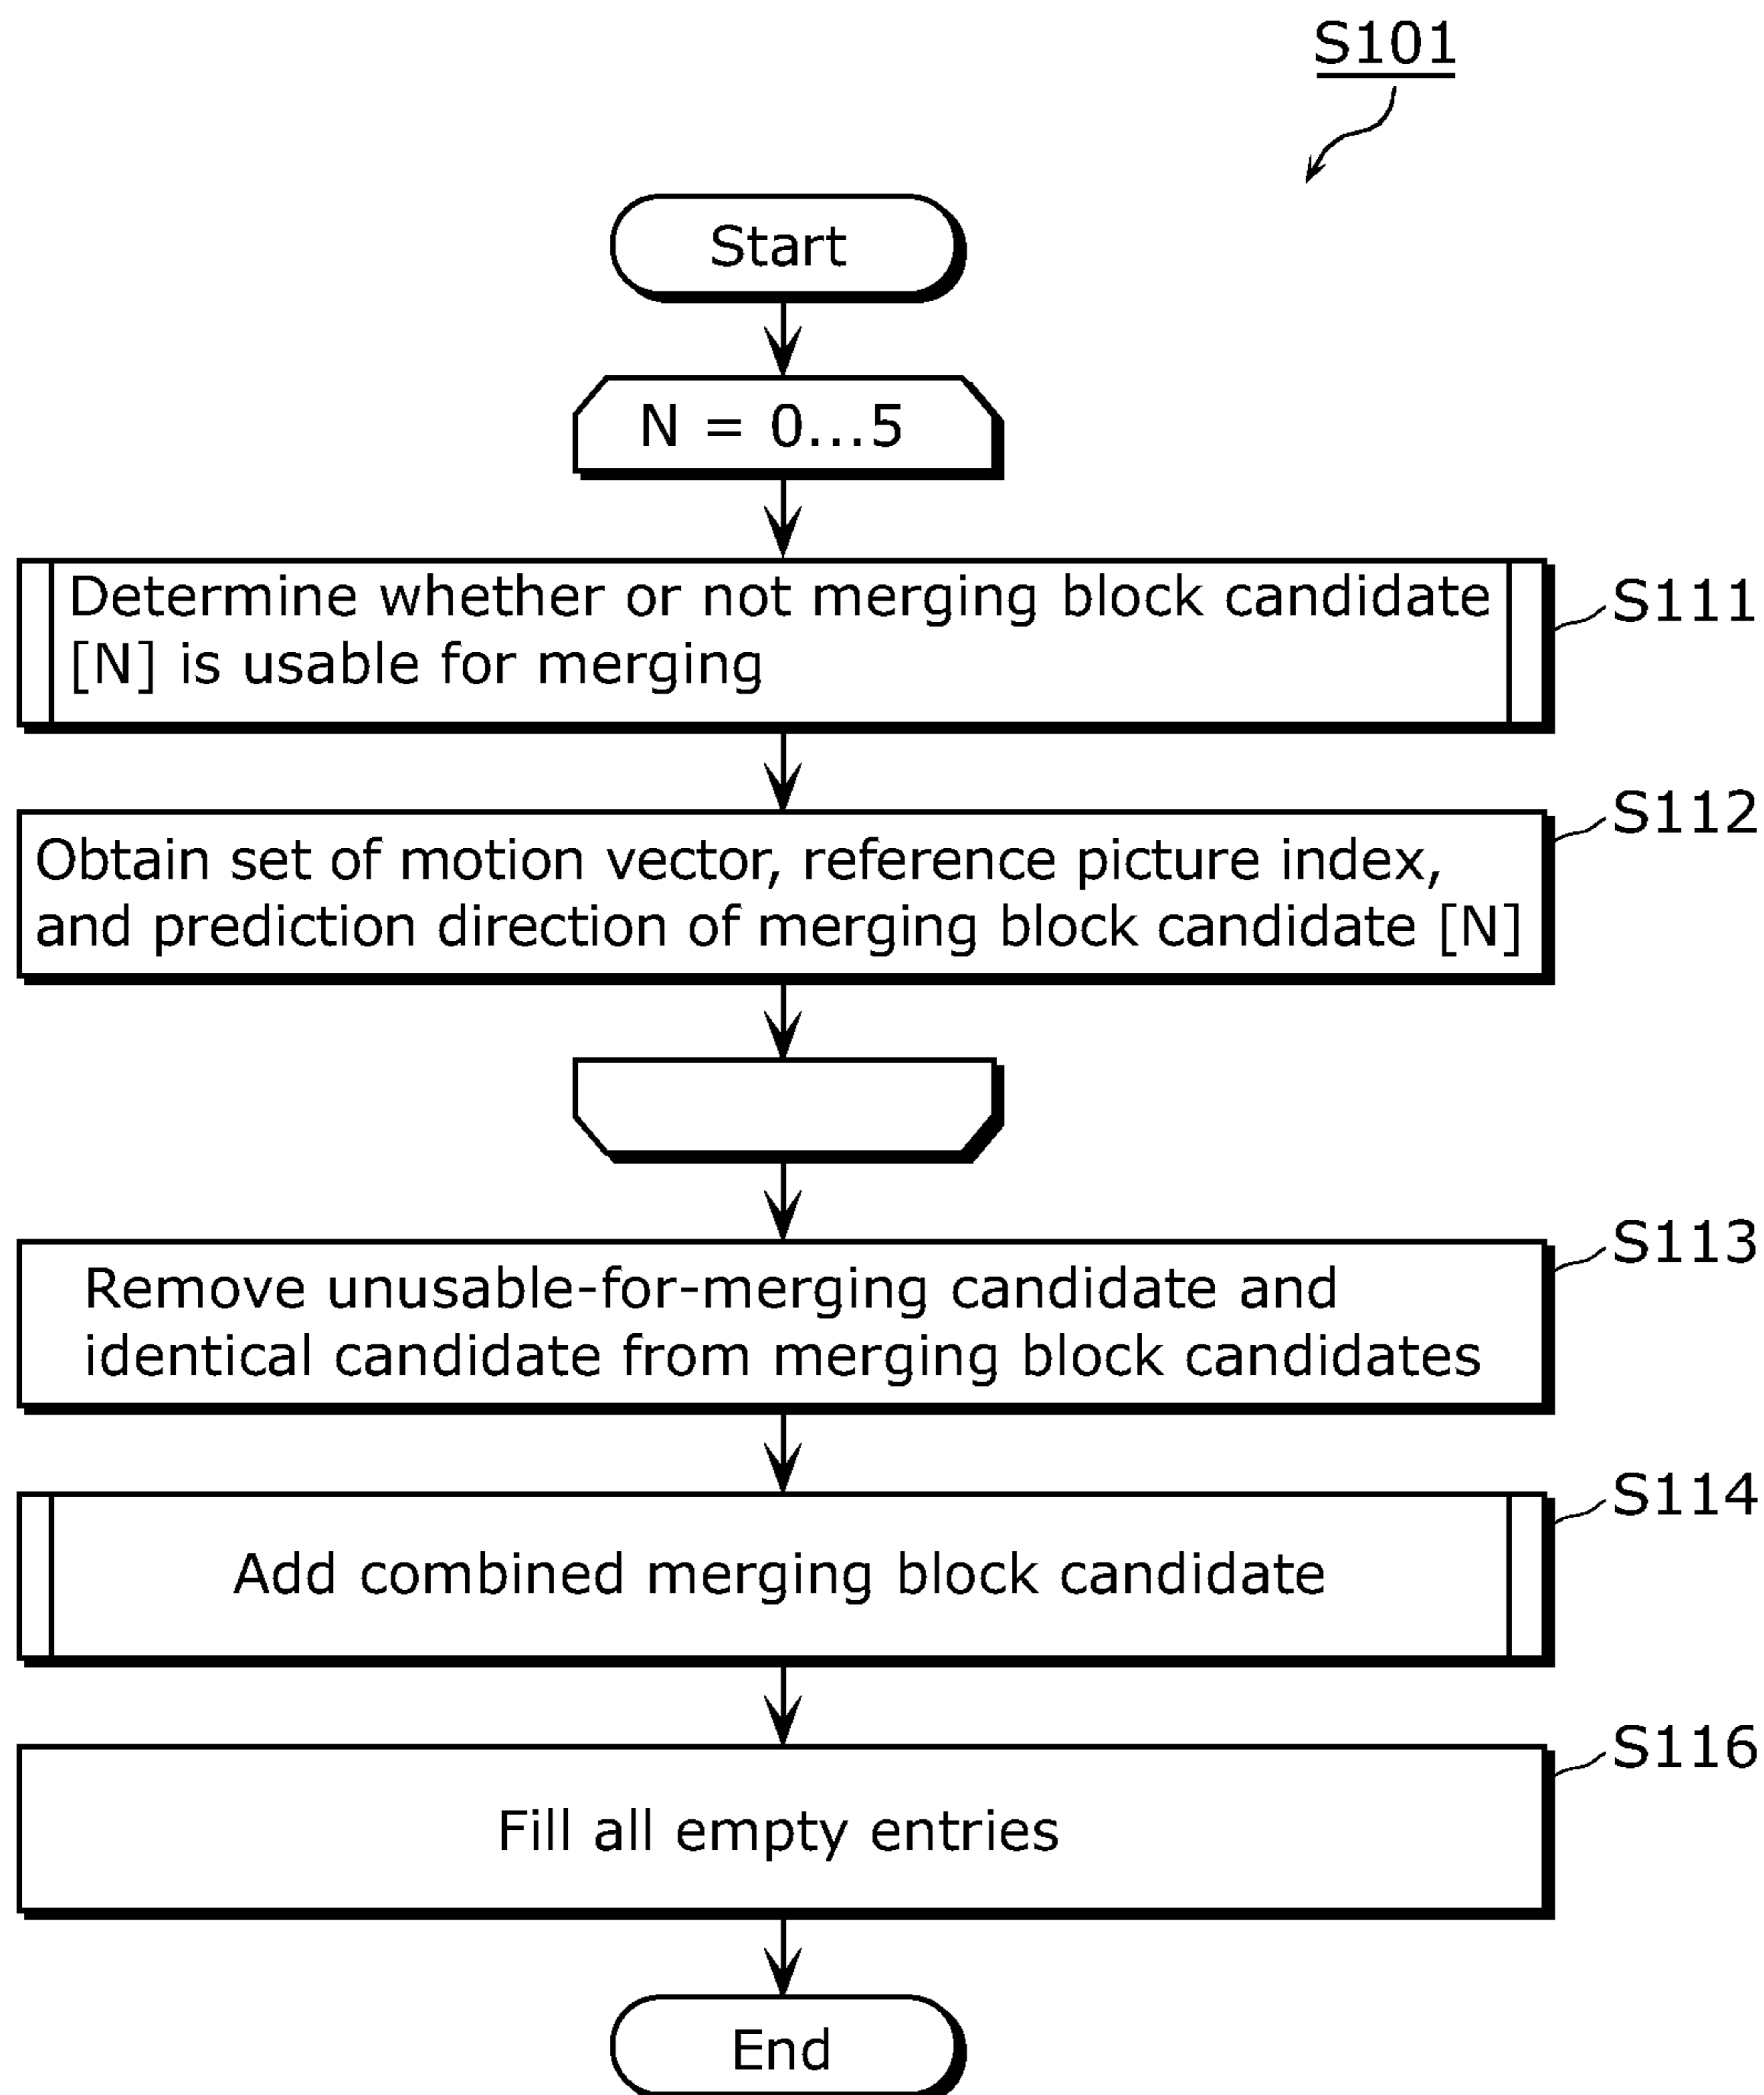 S101
Start
N = 0...5
Determine whether or not merging block candidate
[N] is usable for merging
S111
S112
Obtain set of motion vector, reference picture index,
and prediction direction of merging block candidate [N]
S113
Remove unusable-for-merging candidate and
identical candidate from merging block candidates
S114
Add combined merging block candidate
S116
Fill all empty entries
End